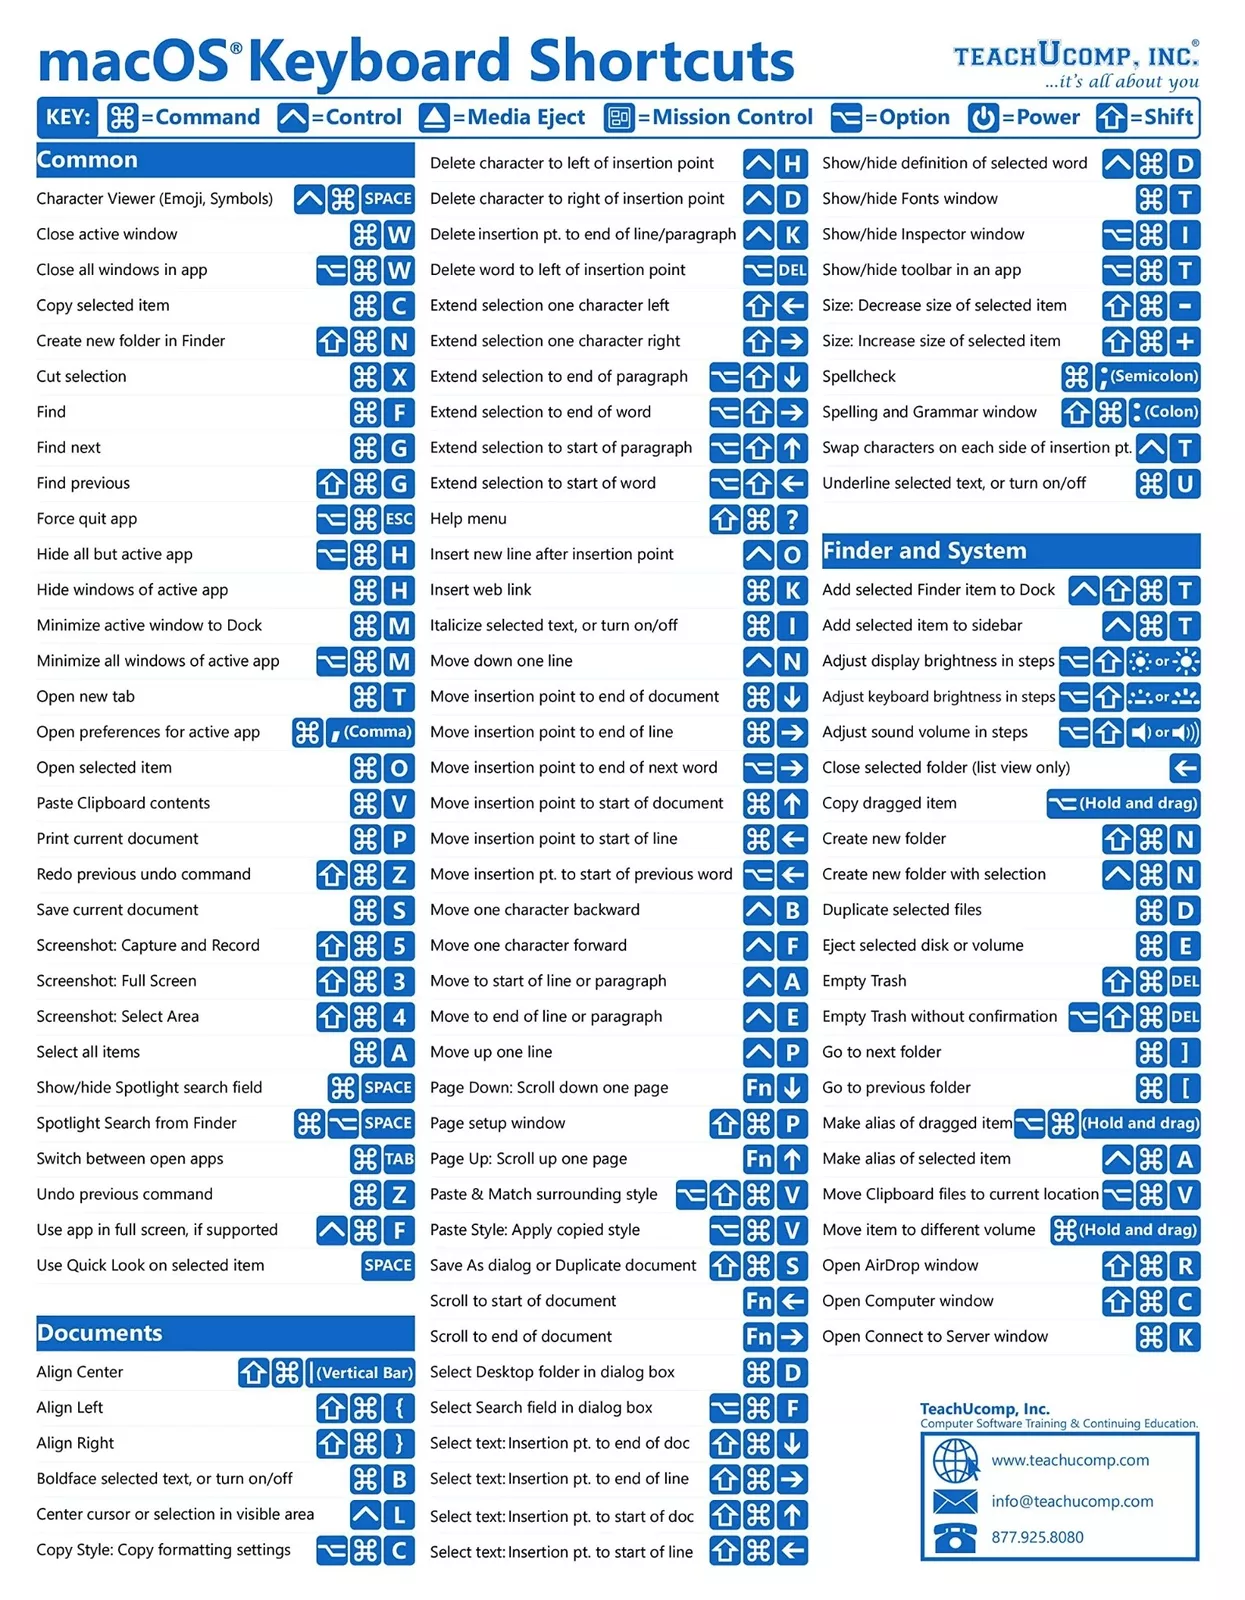 macOS® Keyboard Shortcuts
TEACHUCOMP, INC.®
...it's all about you
KEY: ⌘=Command ^=Control ⏏=Media Eject =Mission Control ⌥=Option ⏻=Power ⇧=Shift
Common
Character Viewer (Emoji, Symbols) ^ ⌘ SPACE
Close active window ⌘ W
Close all windows in app ⌥ ⌘ W
Copy selected item ⌘ C
Create new folder in Finder ⇧ ⌘ N
Cut selection ⌘ X
Find ⌘ F
Find next ⌘ G
Find previous ⇧ ⌘ G
Force quit app ⌥ ⌘ ESC
Hide all but active app ⌥ ⌘ H
Hide windows of active app ⌘ H
Minimize active window to Dock ⌘ M
Minimize all windows of active app ⌥ ⌘ M
Open new tab ⌘ T
Open preferences for active app ⌘ , (Comma)
Open selected item ⌘ O
Paste Clipboard contents ⌘ V
Print current document ⌘ P
Redo previous undo command ⇧ ⌘ Z
Save current document ⌘ S
Screenshot: Capture and Record ⇧ ⌘ 5
Screenshot: Full Screen ⇧ ⌘ 3
Screenshot: Select Area ⇧ ⌘ 4
Select all items ⌘ A
Show/hide Spotlight search field ⌘ SPACE
Spotlight Search from Finder ⌘ ⌥ SPACE
Switch between open apps ⌘ TAB
Undo previous command ⌘ Z
Use app in full screen, if supported ^ ⌘ F
Use Quick Look on selected item SPACE
Documents
Align Center ⇧ ⌘ | (Vertical Bar)
Align Left ⇧ ⌘ {
Align Right ⇧ ⌘ }
Boldface selected text, or turn on/off ⌘ B
Center cursor or selection in visible area ^ L
Copy Style: Copy formatting settings ⌥ ⌘ C
Delete character to left of insertion point ^ H
Delete character to right of insertion point ^ D
Delete insertion pt. to end of line/paragraph ^ K
Delete word to left of insertion point ⌥ DEL
Extend selection one character left ⇧ ←
Extend selection one character right ⇧ →
Extend selection to end of paragraph ⌥ ⇧ ↓
Extend selection to end of word ⌥ ⇧ →
Extend selection to start of paragraph ⌥ ⇧ ↑
Extend selection to start of word ⌥ ⇧ ←
Help menu ⇧ ⌘ ?
Insert new line after insertion point ^ O
Insert web link ⌘ K
Italicize selected text, or turn on/off ⌘ I
Move down one line ^ N
Move insertion point to end of document ⌘ ↓
Move insertion point to end of line ⌘ →
Move insertion point to end of next word ⌥ →
Move insertion point to start of document ⌘ ↑
Move insertion point to start of line ⌘ ←
Move insertion pt. to start of previous word ⌥ ←
Move one character backward ^ B
Move one character forward ^ F
Move to start of line or paragraph ^ A
Move to end of line or paragraph ^ E
Move up one line ^ P
Page Down: Scroll down one page Fn ↓
Page setup window ⇧ ⌘ P
Page Up: Scroll up one page Fn ↑
Paste & Match surrounding style ⌥ ⇧ ⌘ V
Paste Style: Apply copied style ⌥ ⌘ V
Save As dialog or Duplicate document ⇧ ⌘ S
Scroll to start of document Fn ←
Scroll to end of document Fn →
Select Desktop folder in dialog box ⌘ D
Select Search field in dialog box ⌥ ⌘ F
Select text: Insertion pt. to end of doc ⇧ ⌘ ↓
Select text: Insertion pt. to end of line ⇧ ⌘ →
Select text: Insertion pt. to start of doc ⇧ ⌘ ↑
Select text: Insertion pt. to start of line ⇧ ⌘ ←
Show/hide definition of selected word ^ ⌘ D
Show/hide Fonts window ⌘ T
Show/hide Inspector window ⌥ ⌘ I
Show/hide toolbar in an app ⌥ ⌘ T
Size: Decrease size of selected item ⇧ ⌘ -
Size: Increase size of selected item ⇧ ⌘ +
Spellcheck ⌘ ; (Semicolon)
Spelling and Grammar window ⇧ ⌘ : (Colon)
Swap characters on each side of insertion pt. ^ T
Underline selected text, or turn on/off ⌘ U
Finder and System
Add selected Finder item to Dock ^ ⇧ ⌘ T
Add selected item to sidebar ^ ⌘ T
Adjust display brightness in steps ⌥ ⇧ or
Adjust keyboard brightness in steps ⌥ ⇧ or
Adjust sound volume in steps ⌥ ⇧ or
Close selected folder (list view only) ←
Copy dragged item ⌥ (Hold and drag)
Create new folder ⇧ ⌘ N
Create new folder with selection ^ ⌘ N
Duplicate selected files ⌘ D
Eject selected disk or volume ⌘ E
Empty Trash ⇧ ⌘ DEL
Empty Trash without confirmation ⌥ ⇧ ⌘ DEL
Go to next folder ⌘ ]
Go to previous folder ⌘ [
Make alias of dragged item ⌥ ⌘ (Hold and drag)
Make alias of selected item ^ ⌘ A
Move Clipboard files to current location ⌥ ⌘ V
Move item to different volume ⌘ (Hold and drag)
Open AirDrop window ⇧ ⌘ R
Open Computer window ⇧ ⌘ C
Open Connect to Server window ⌘ K
TeachUcomp, Inc.
Computer Software Training & Continuing Education.
www.teachucomp.com
info@teachucomp.com
877.925.8080